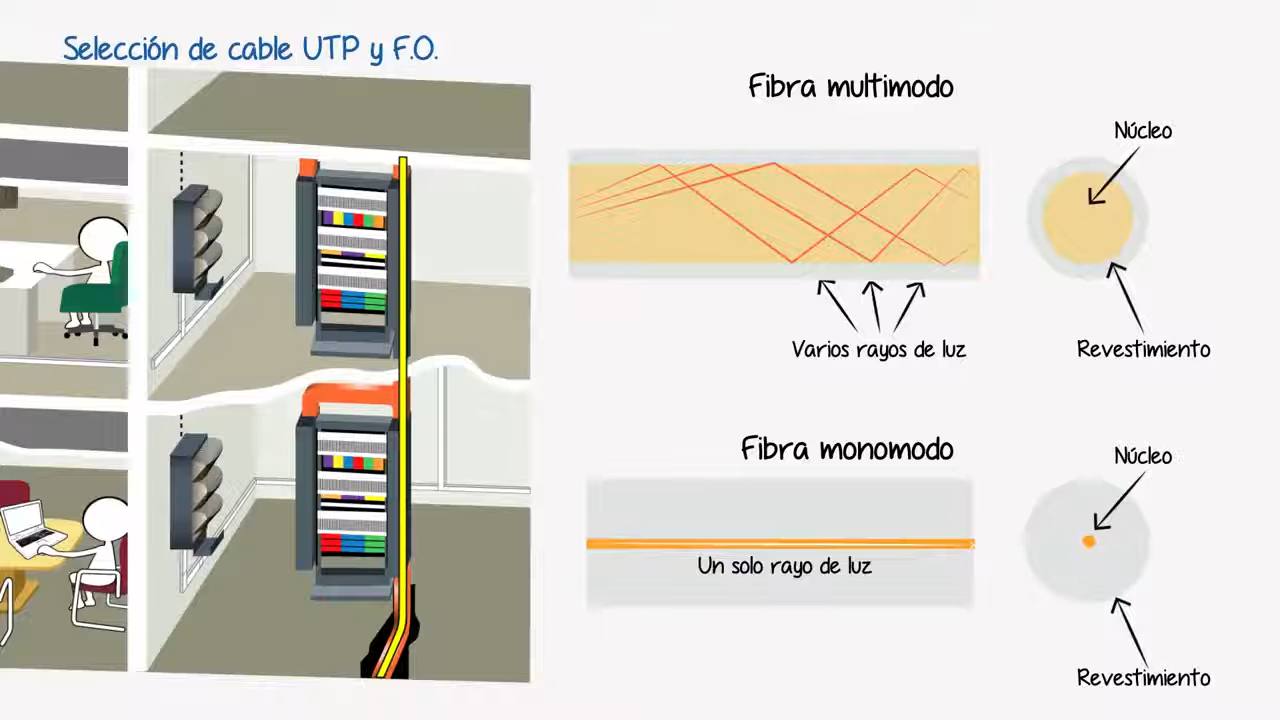 Selección de cable UTP y F.O.
Fibra multimodo
Núcleo
Varios rayos de luz
Revestimiento
Fibra monomodo
Núcleo
Un solo rayo de luz
Revestimiento